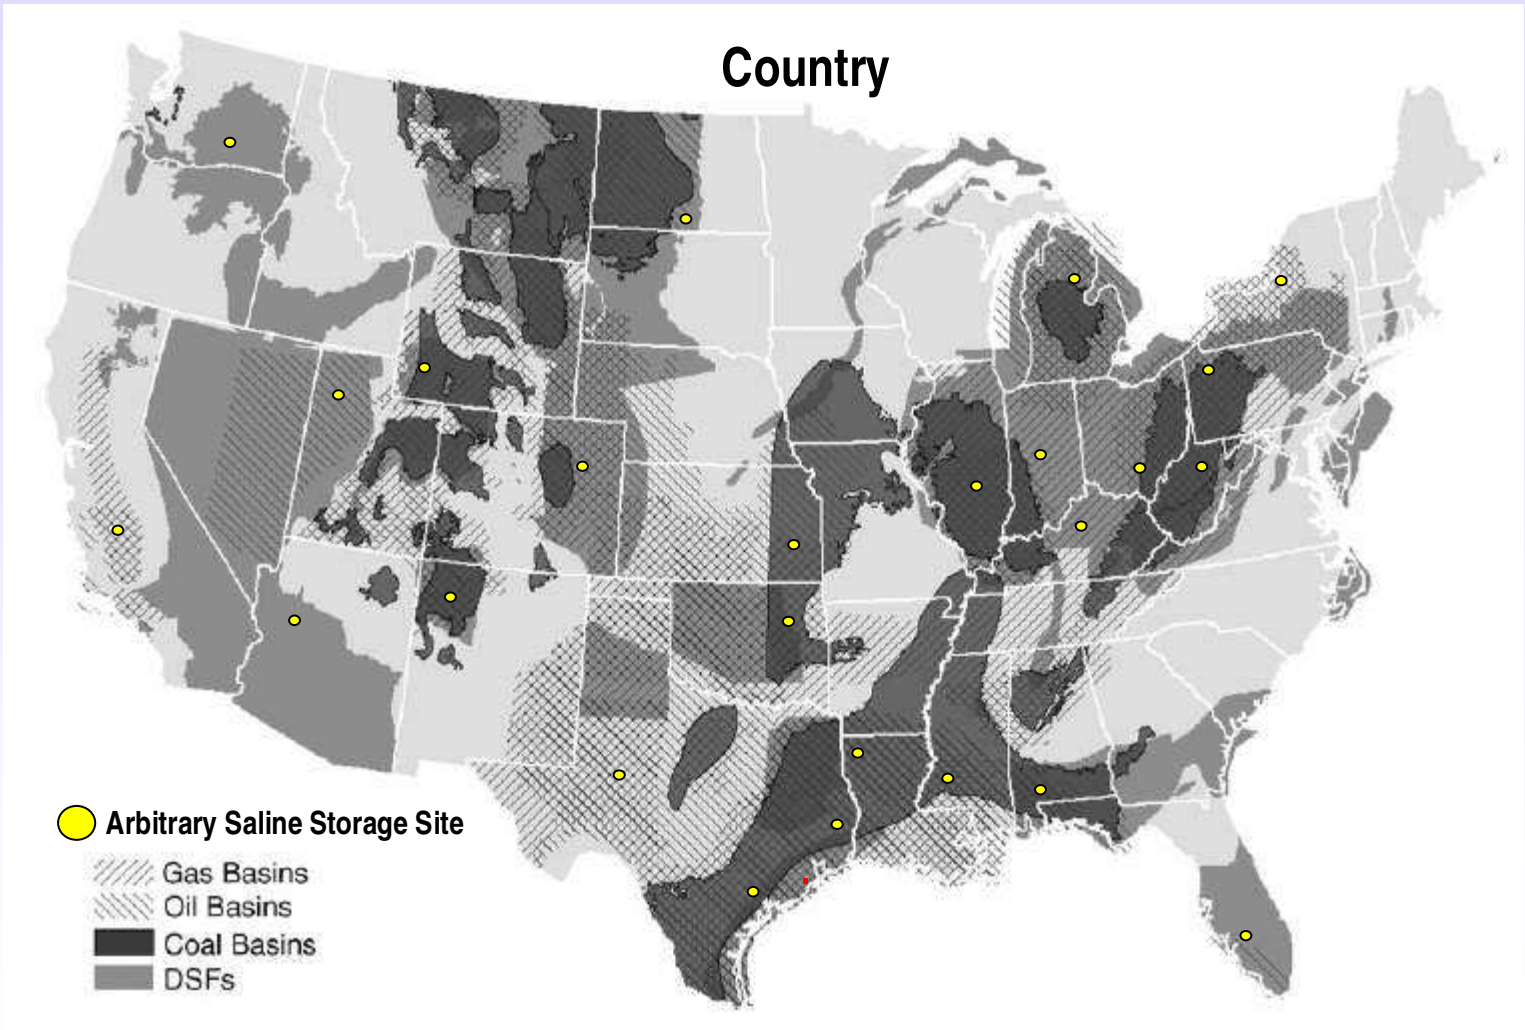 Country
Arbitrary Saline Storage Site
Gas Basins
Oil Basins
Coal Basins
DSFs